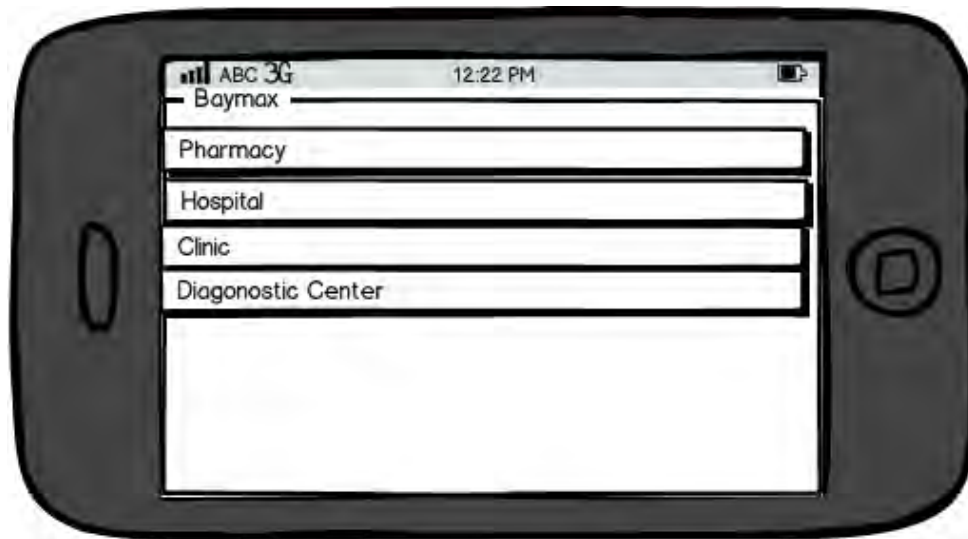 ABC 3G 12:22 PM
Baymax
Pharmacy
Hospital
Clinic
Diagonostic Center